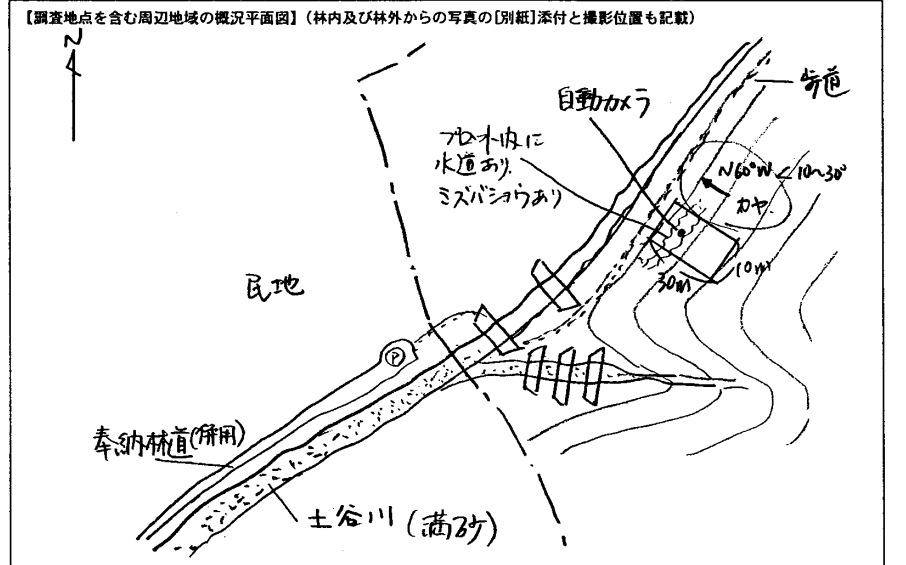 【調査地点を含む周辺地域の概況平面図】(林内及び林外からの写真の[別紙]添付と撮影位置も記載)
N
歩道
自動カメラ
プロット内に
水道あり.
ミズバショウあり
N60°W∠10~30°
カヤ
10m
30m
民地
P
奉納林道(併用)
土谷川(満砂)